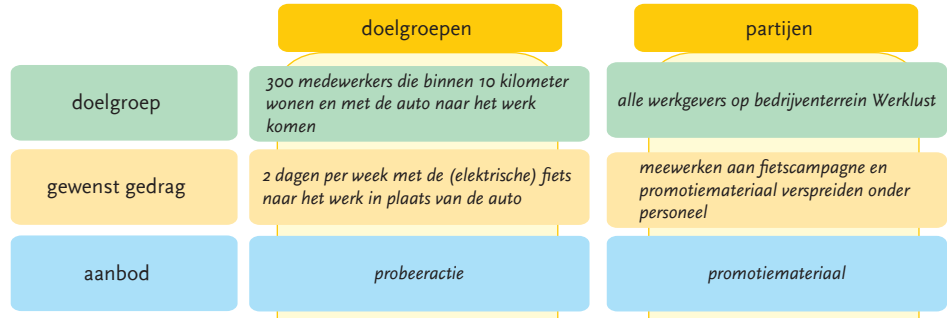 doelgroepen
partijen
doelgroep
300 medewerkers die binnen 10 kilometer
wonen en met de auto naar het werk
komen
alle werkgevers op bedrijventerrein Werklust
gewenst gedrag
2 dagen per week met de (elektrische) fiets
naar het werk in plaats van de auto
meewerken aan fietscampagne en
promotiemateriaal verspreiden onder
personeel
aanbod
probeeractie
promotiemateriaal